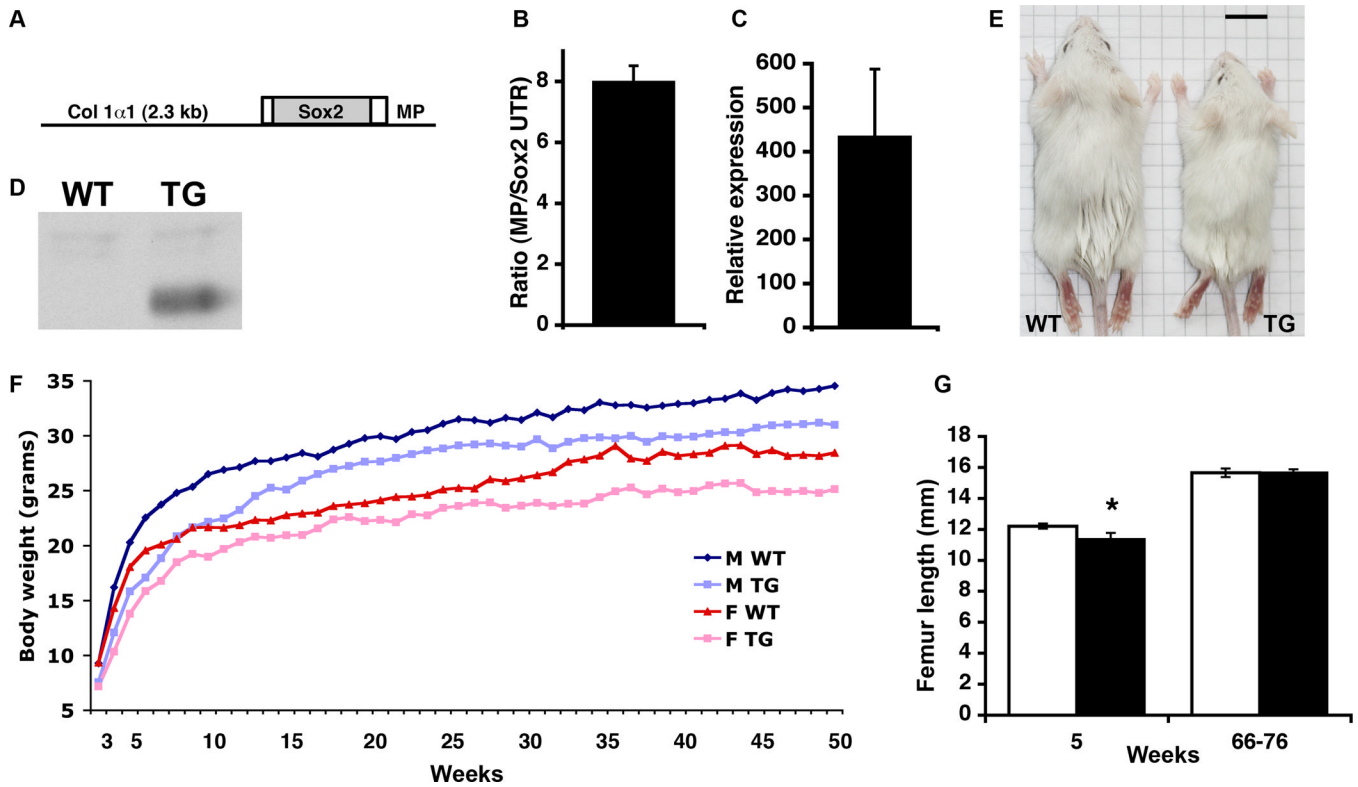 A
Col 1α1 (2.3 kb)
Sox2
MP
B
Ratio (MP/Sox2 UTR)
8
6
4
2
0
C
Relative expression
600
500
400
300
200
100
0
D
WT TG
E
WT
TG
F
Body weight (grams)
35
30
25
20
15
10
5
3 5 10 15 20 25 30 35 40 45 50
Weeks
M WT
M TG
F WT
F TG
G
Femur length (mm)
18
16
14
12
10
8
6
4
2
0
*
5
66-76
Weeks